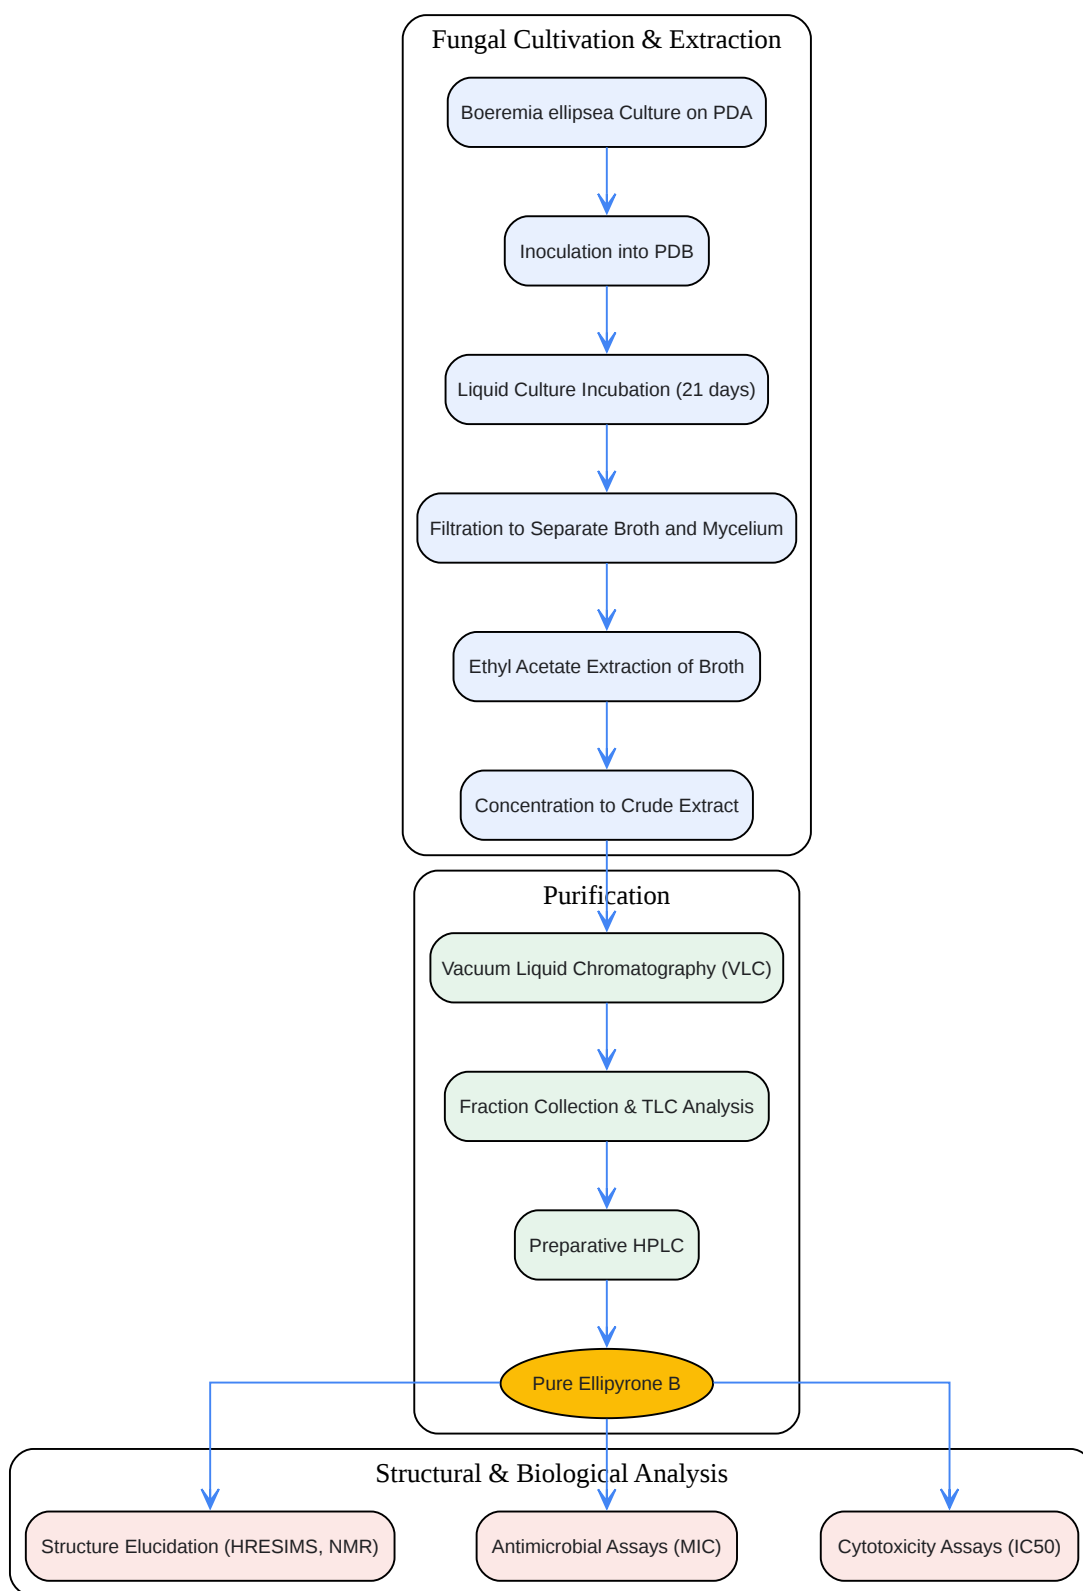 Fungal Cultivation & Extraction
Boeremia ellipsea Culture on PDA
Inoculation into PDB
Liquid Culture Incubation (21 days)
Filtration to Separate Broth and Mycelium
Ethyl Acetate Extraction of Broth
Concentration to Crude Extract
Purification
Vacuum Liquid Chromatography (VLC)
Fraction Collection & TLC Analysis
Preparative HPLC
Pure Ellipyrone B
Structural & Biological Analysis
Structure Elucidation (HRESIMS, NMR)
Antimicrobial Assays (MIC)
Cytotoxicity Assays (IC50)